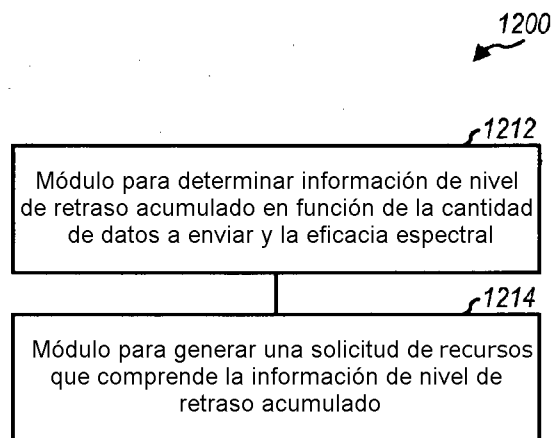 1200
1212
Módulo para determinar información de nivel
de retraso acumulado en función de la cantidad
de datos a enviar y la eficacia espectral
1214
Módulo para generar una solicitud de recursos
que comprende la información de nivel de
retraso acumulado